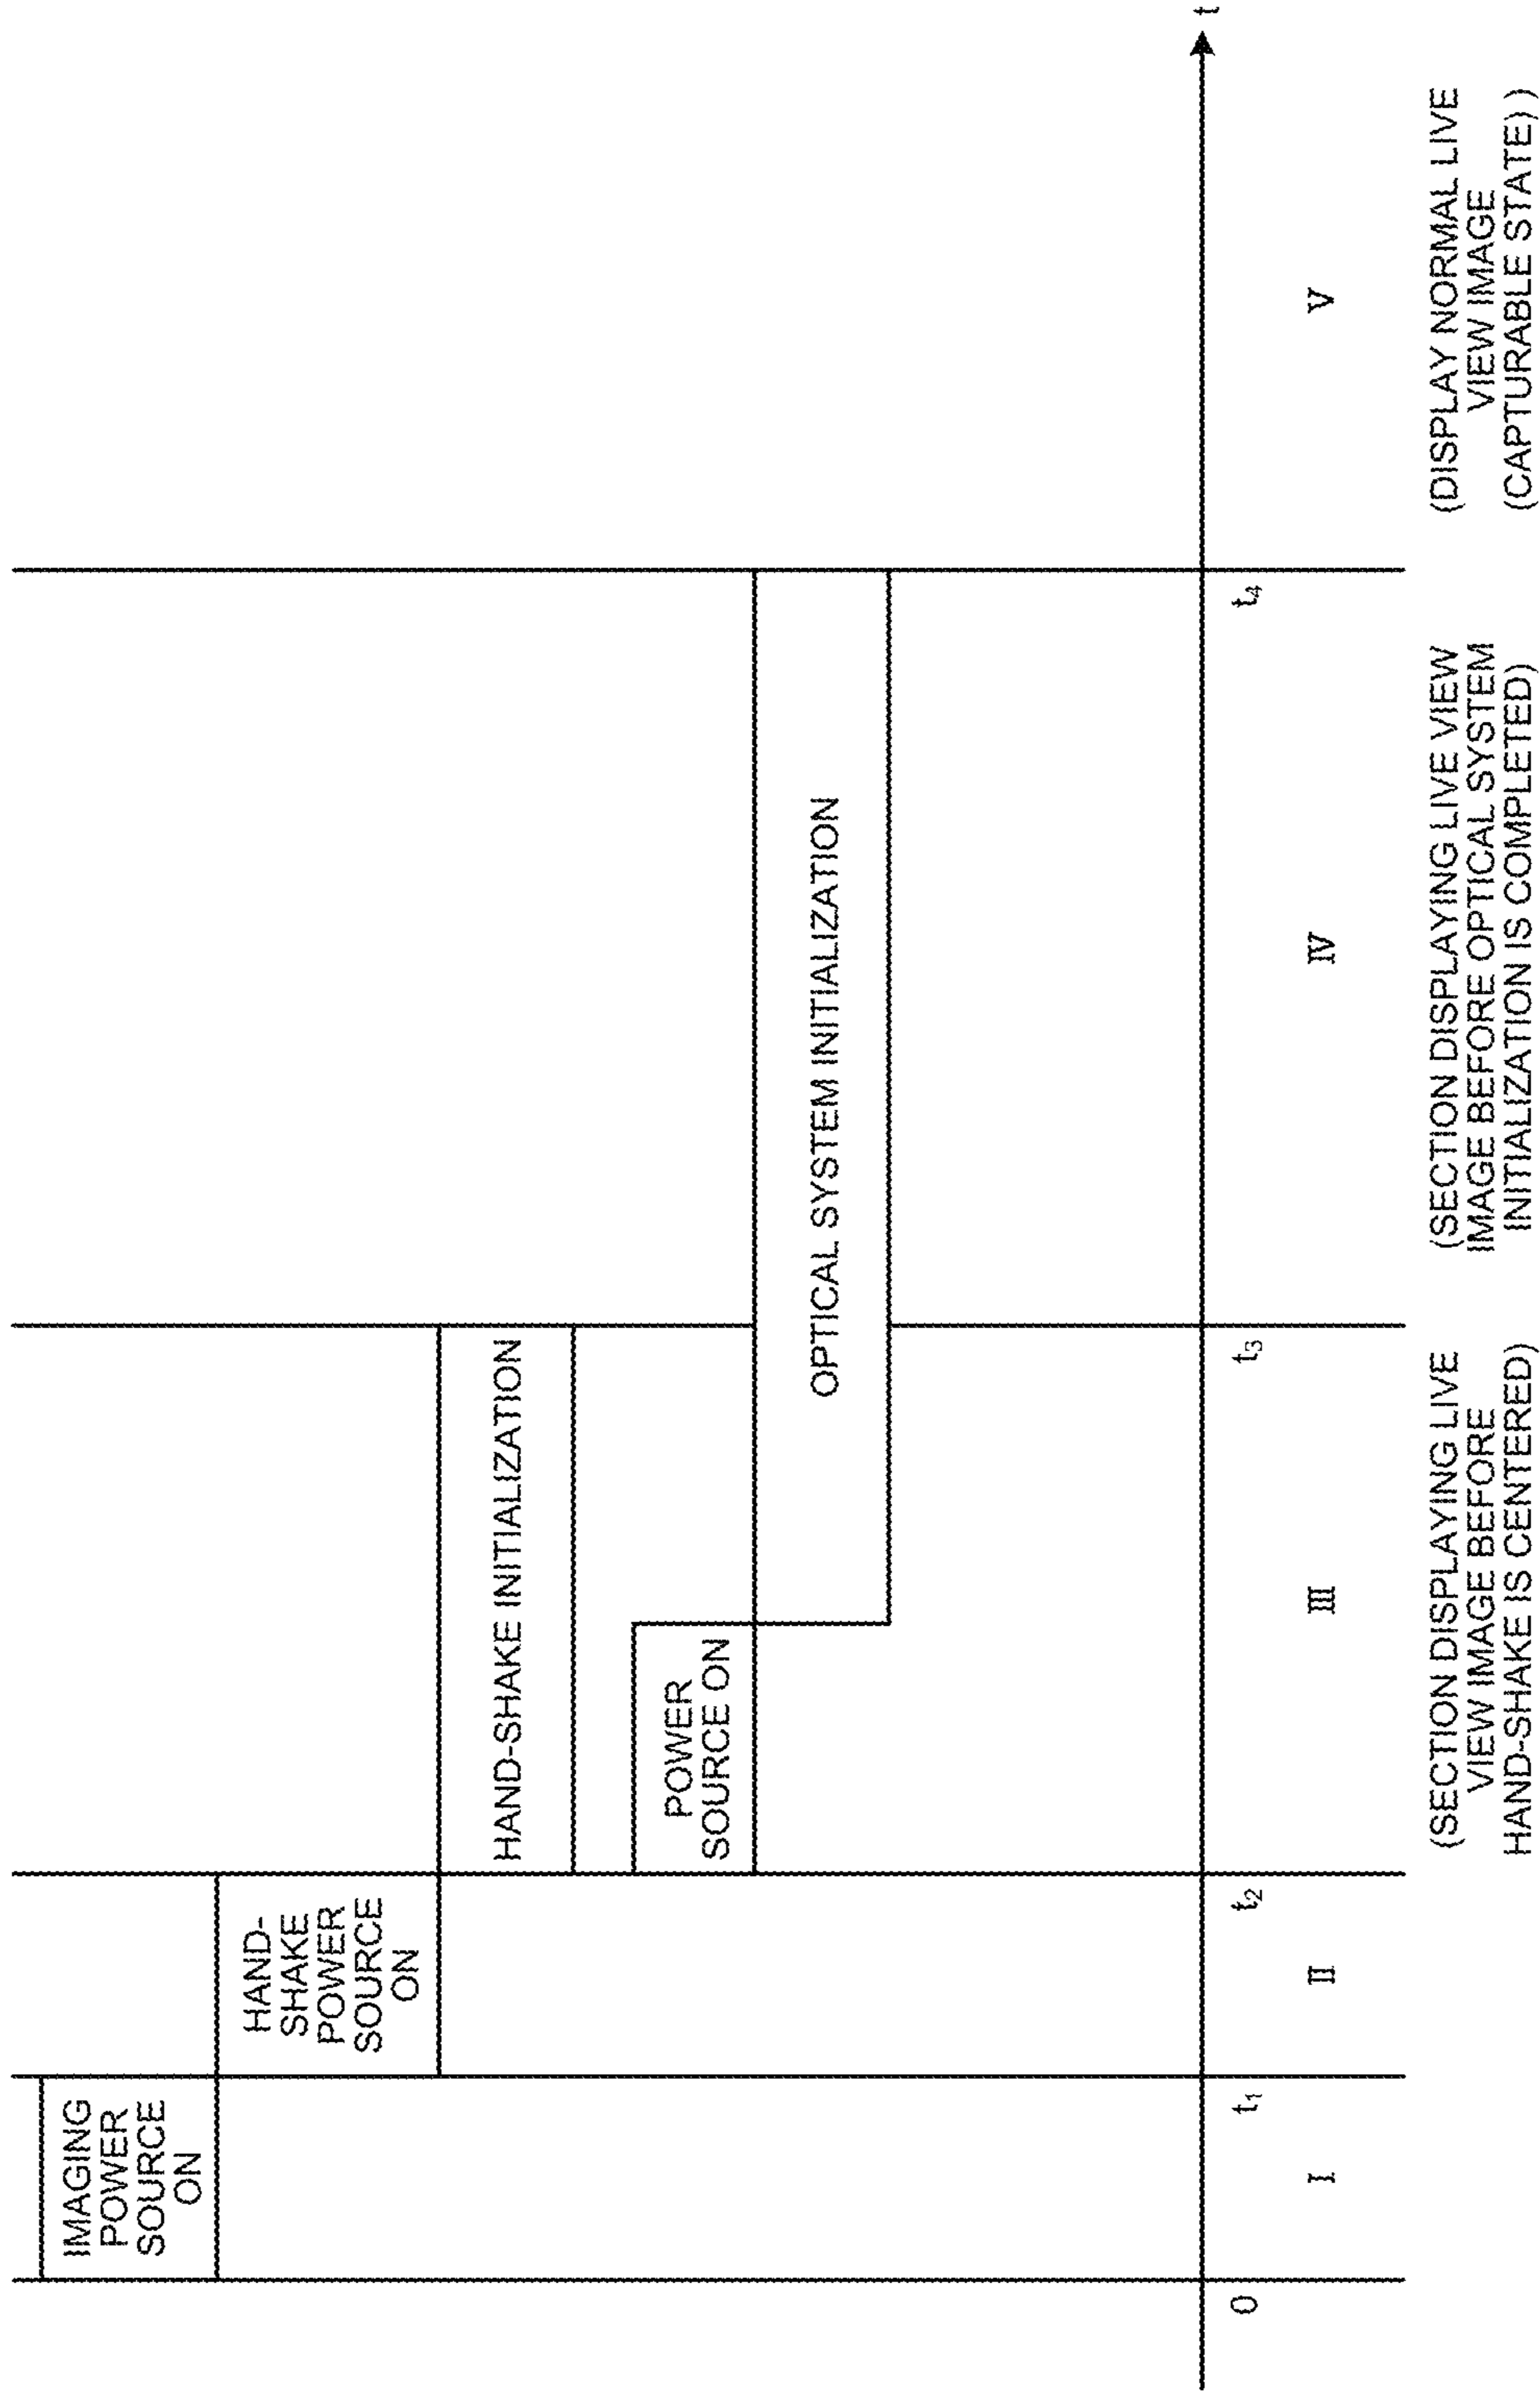 IMAGING
POWER
SOURCE
ON
HAND-
SHAKE
POWER
SOURCE
ON
HAND-SHAKE INITIALIZATION
POWER
SOURCE ON
OPTICAL SYSTEM INITIALIZATION
0
t₁
t₂
t₃
t₄
t
I
II
III
IV
V
(SECTION DISPLAYING LIVE
VIEW IMAGE BEFORE
HAND-SHAKE IS CENTERED)
(SECTION DISPLAYING LIVE VIEW
IMAGE BEFORE OPTICAL SYSTEM
INITIALIZATION IS COMPLETED)
(DISPLAY NORMAL LIVE
VIEW IMAGE
(CAPTURABLE STATE) )